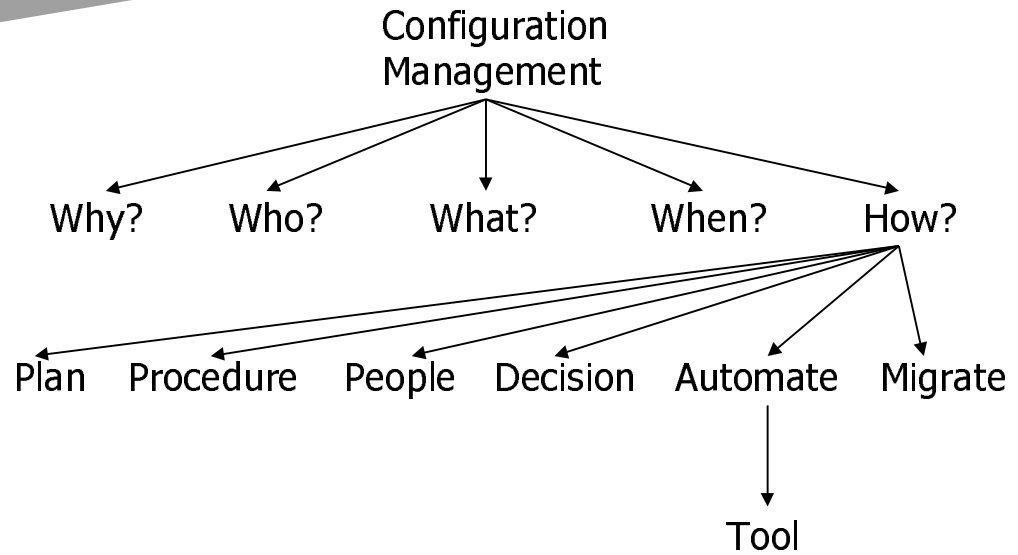 Configuration
Management
Why? Who? What? When? How?
Plan Procedure People Decision Automate Migrate
Tool